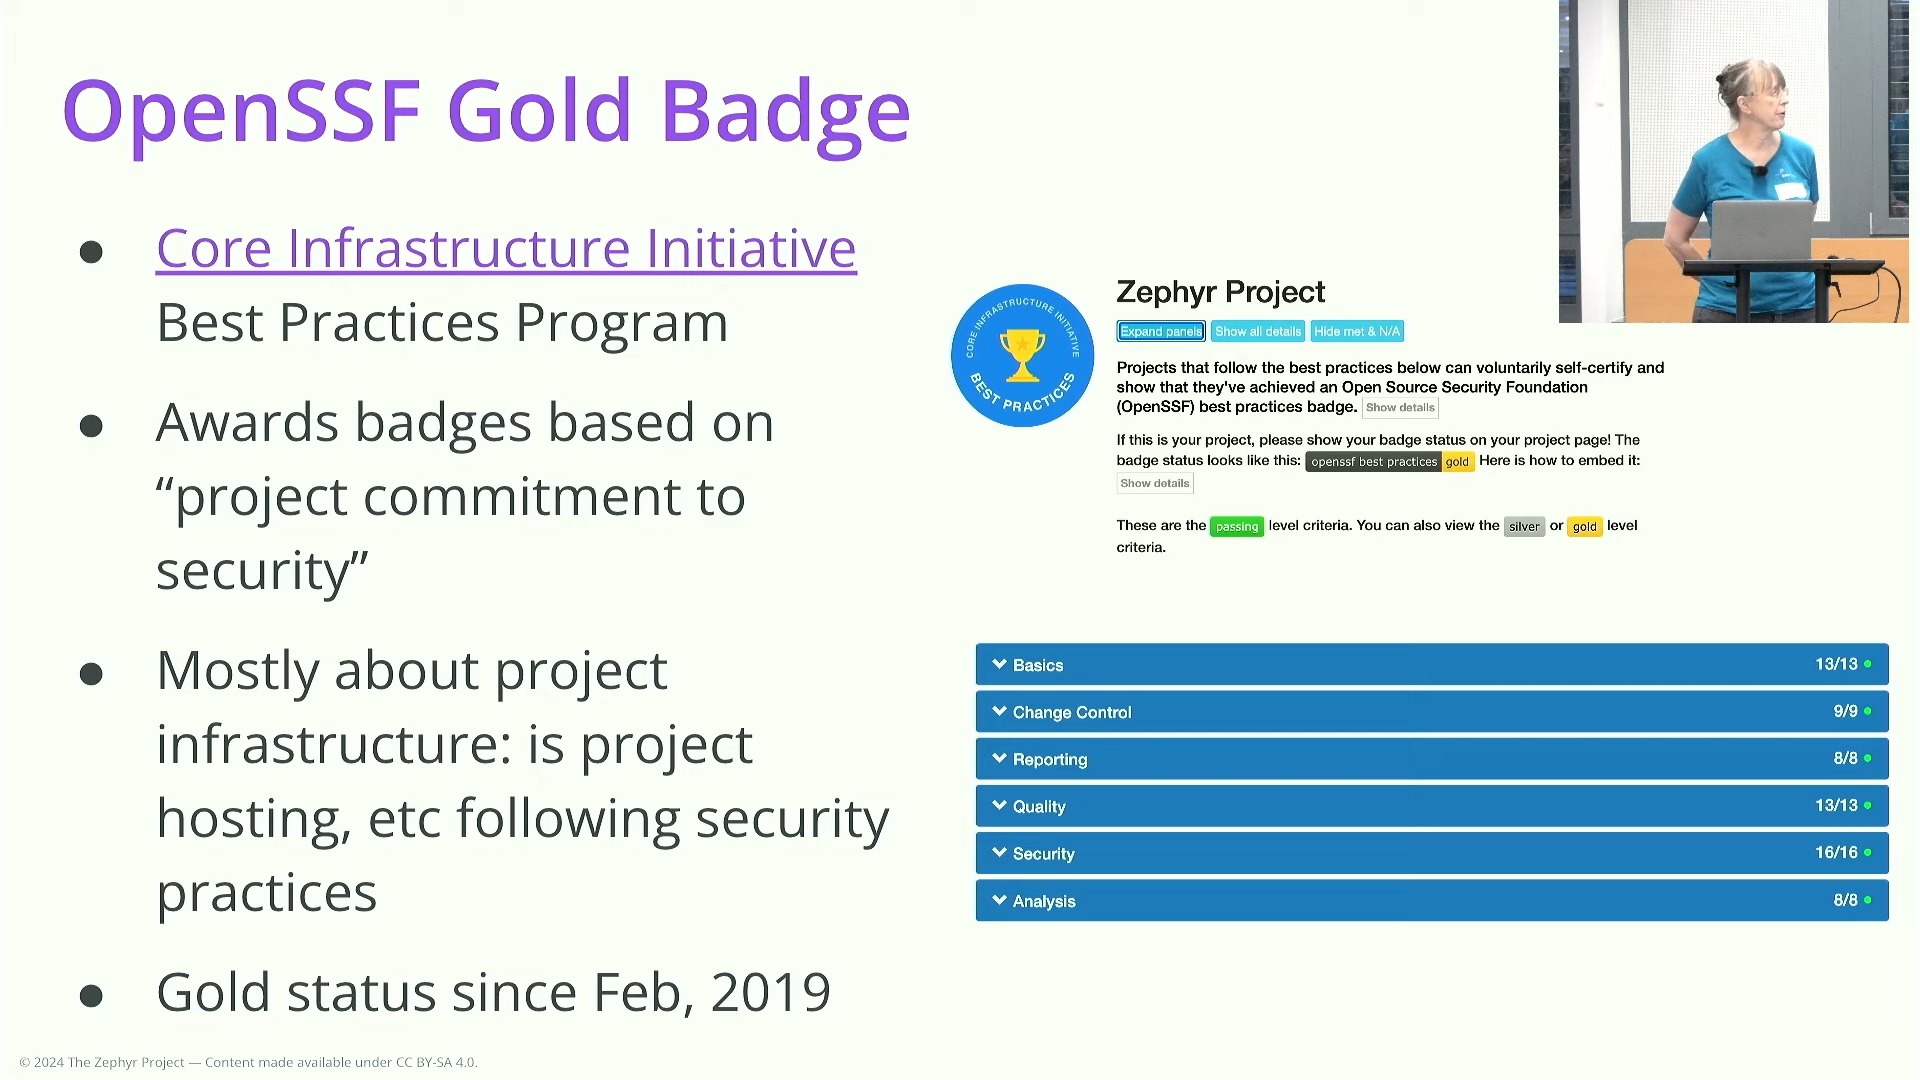 OpenSSF Gold Badge
● Core Infrastructure Initiative
Best Practices Program
● Awards badges based on
“project commitment to
security”
● Mostly about project
infrastructure: is project
hosting, etc following security
practices
● Gold status since Feb, 2019
CORE INFRASTRUCTURE INITIATIVE
BEST PRACTICES
Zephyr Project
Expand panels Show all details Hide met & N/A
Projects that follow the best practices below can voluntarily self-certify and
show that they've achieved an Open Source Security Foundation
(OpenSSF) best practices badge. Show details
If this is your project, please show your badge status on your project page! The
badge status looks like this: openssf best practices gold Here is how to embed it:
Show details
These are the passing level criteria. You can also view the silver or gold level
criteria.
Basics 13/13
Change Control 9/9
Reporting 8/8
Quality 13/13
Security 16/16
Analysis 8/8
© 2024 The Zephyr Project — Content made available under CC BY-SA 4.0.